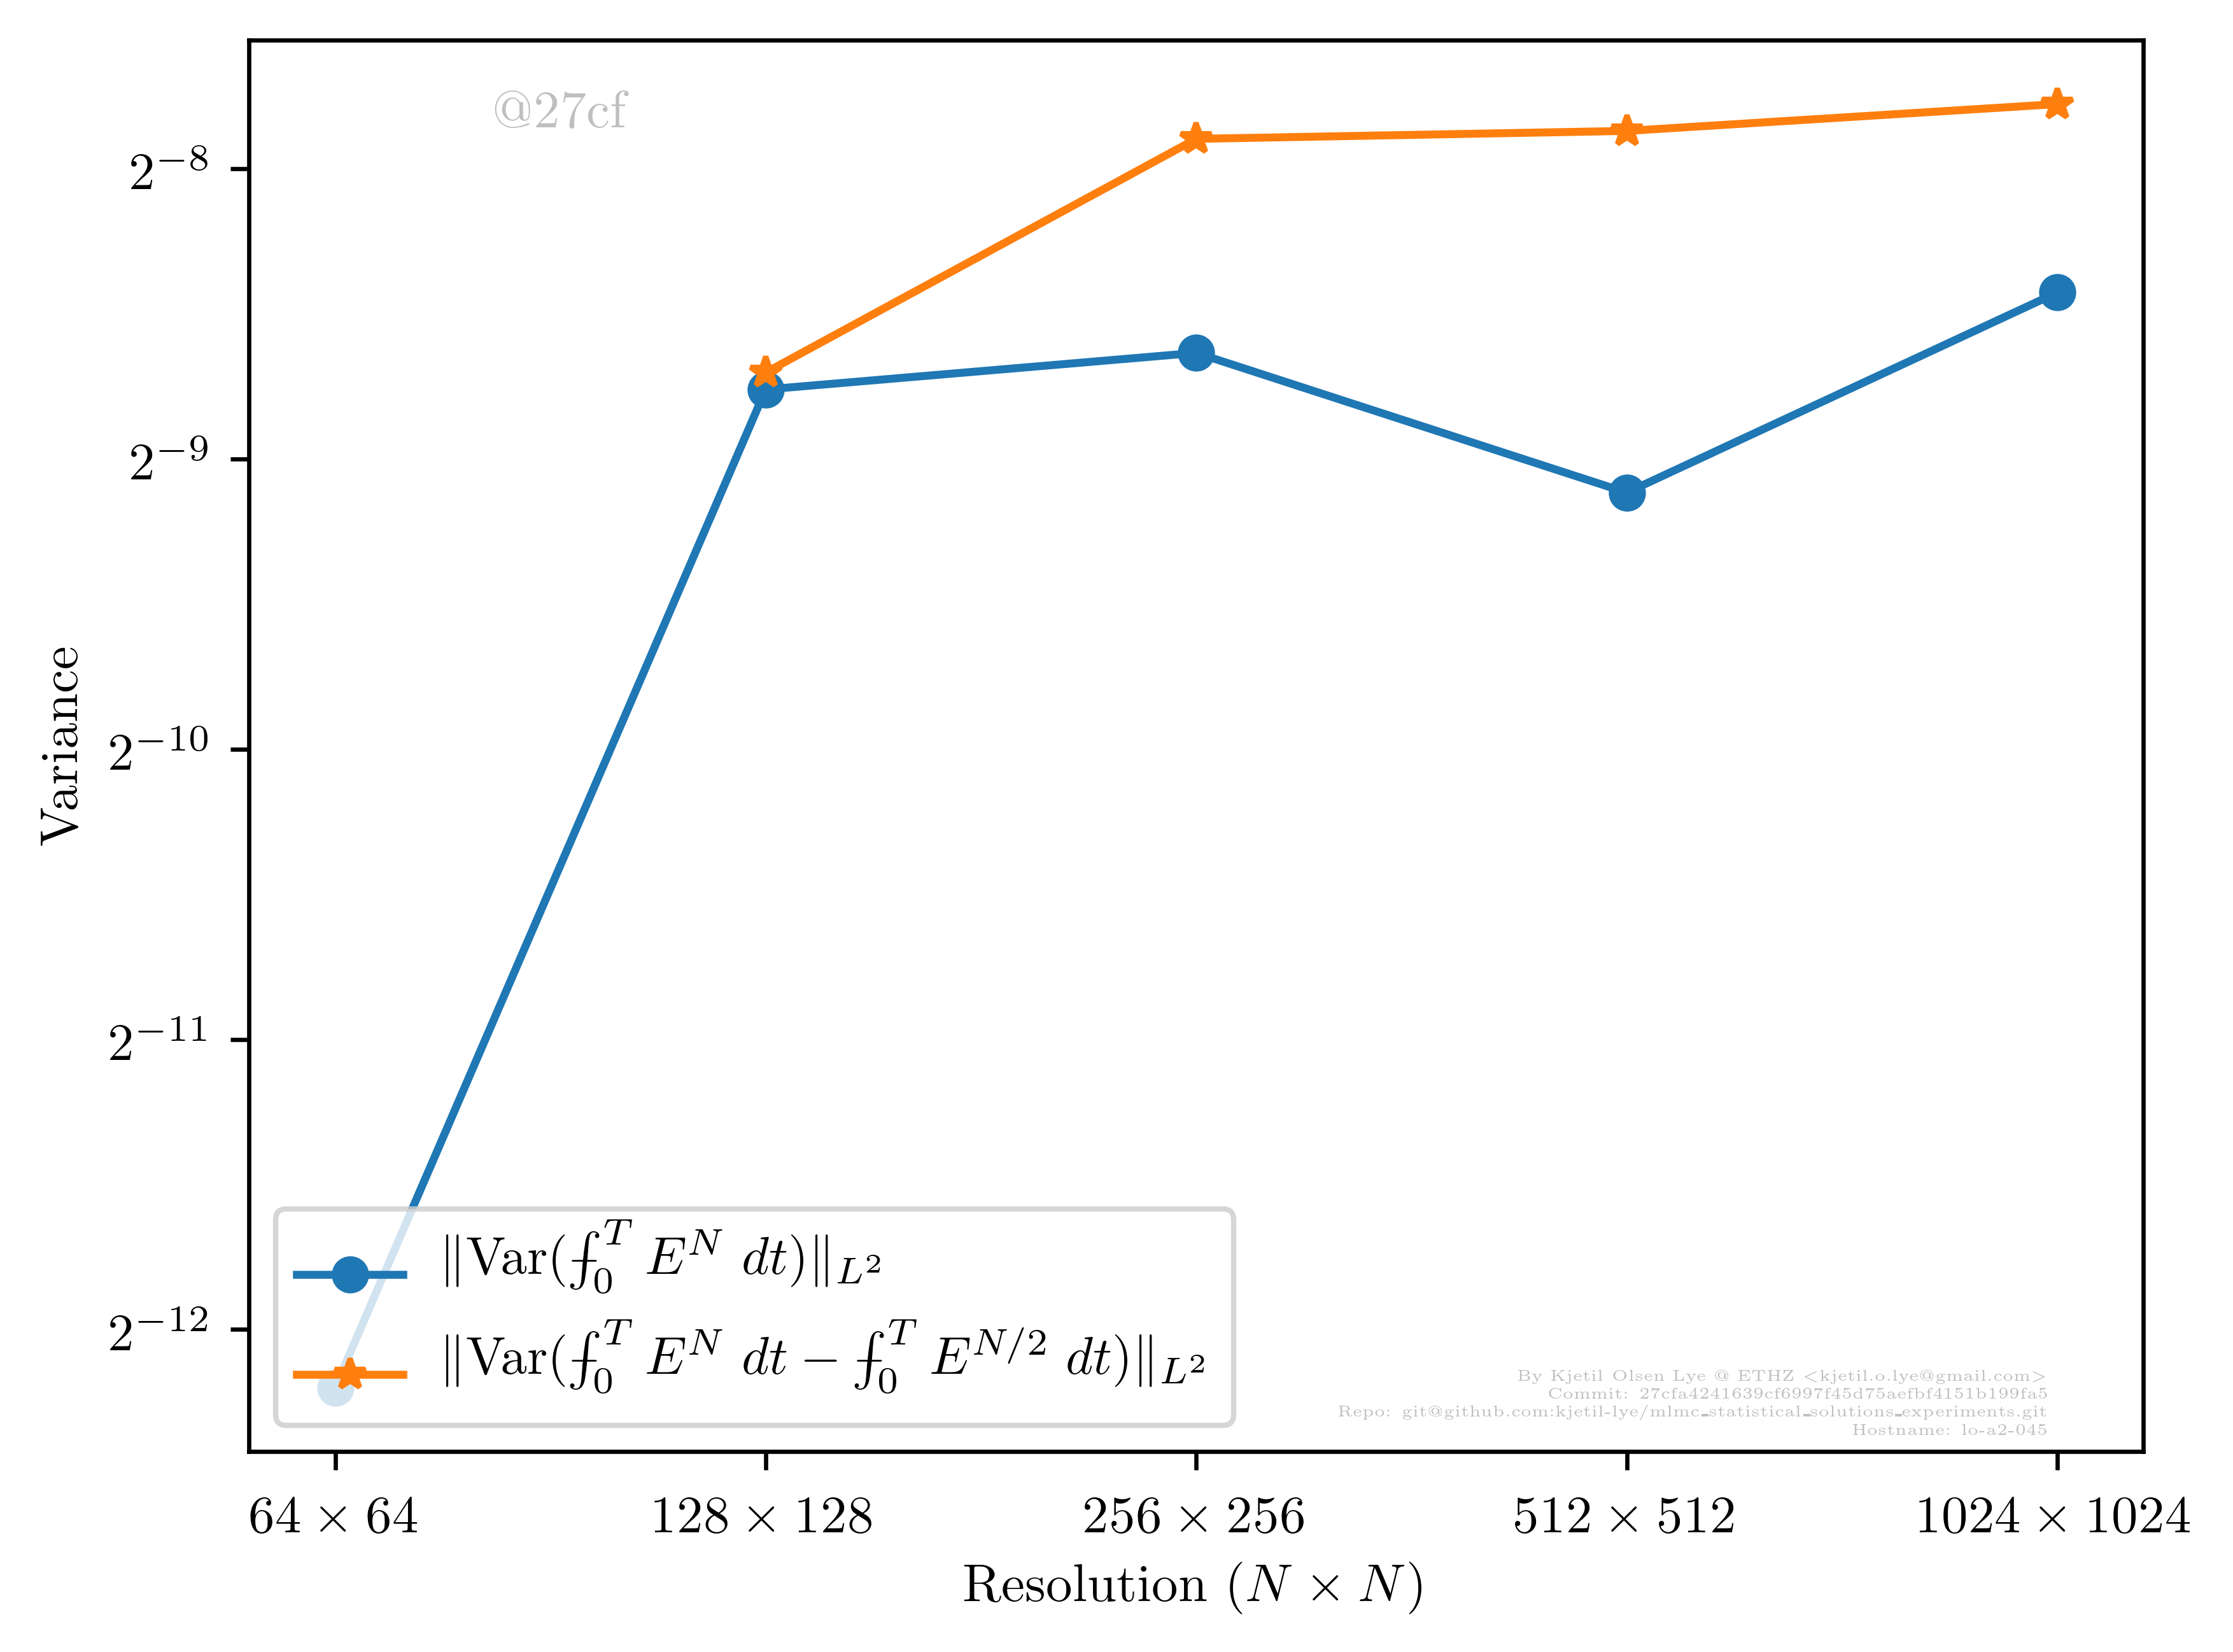 @27cf
2^{-8}
2^{-9}
2^{-10}
2^{-11}
2^{-12}
Variance
‖Var(⨍_0^T E^N dt)‖_{L^2}
‖Var(⨍_0^T E^N dt − ⨍_0^T E^{N/2} dt)‖_{L^2}
By Kjetil Olsen Lye @ ETHZ <kjetil.o.lye@gmail.com>
Commit: 27cfa4241639cf6997f45d75aefbf4151b199fa5
Repo: git@github.com:kjetil-lye/mlmc_statistical_solutions_experiments.git
Hostname: lo-a2-045
64 × 64 128 × 128 256 × 256 512 × 512 1024 × 1024
Resolution (N × N)